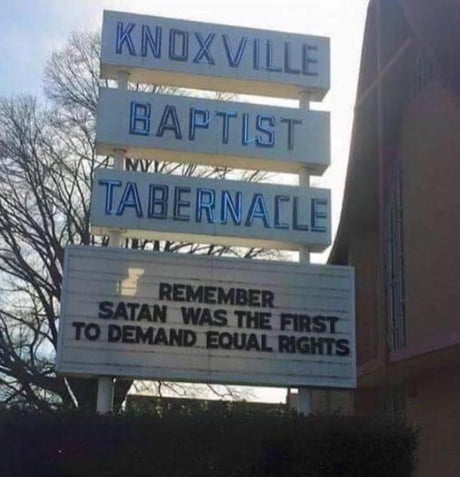 KNOXVILLE
BAPTIST
TABERNACLE
REMEMBER
SATAN WAS THE FIRST
TO DEMAND EQUAL RIGHTS